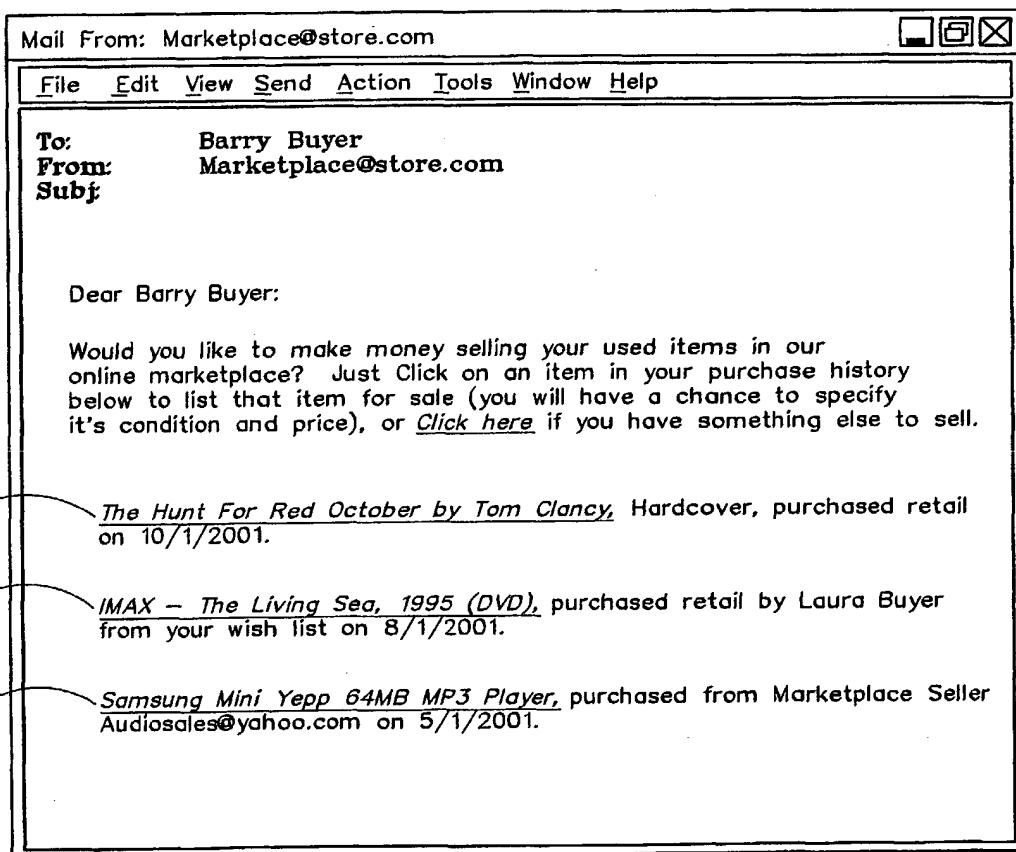 Mail From: Marketplace@store.com
File Edit View Send Action Tools Window Help
To: Barry Buyer
From: Marketplace@store.com
Subj:
Dear Barry Buyer:
Would you like to make money selling your used items in our
online marketplace? Just Click on an item in your purchase history
below to list that item for sale (you will have a chance to specify
it's condition and price), or Click here if you have something else to sell.
The Hunt For Red October by Tom Clancy, Hardcover, purchased retail
on 10/1/2001.
IMAX – The Living Sea, 1995 (DVD), purchased retail by Laura Buyer
from your wish list on 8/1/2001.
Samsung Mini Yepp 64MB MP3 Player, purchased from Marketplace Seller
Audiosales@yahoo.com on 5/1/2001.